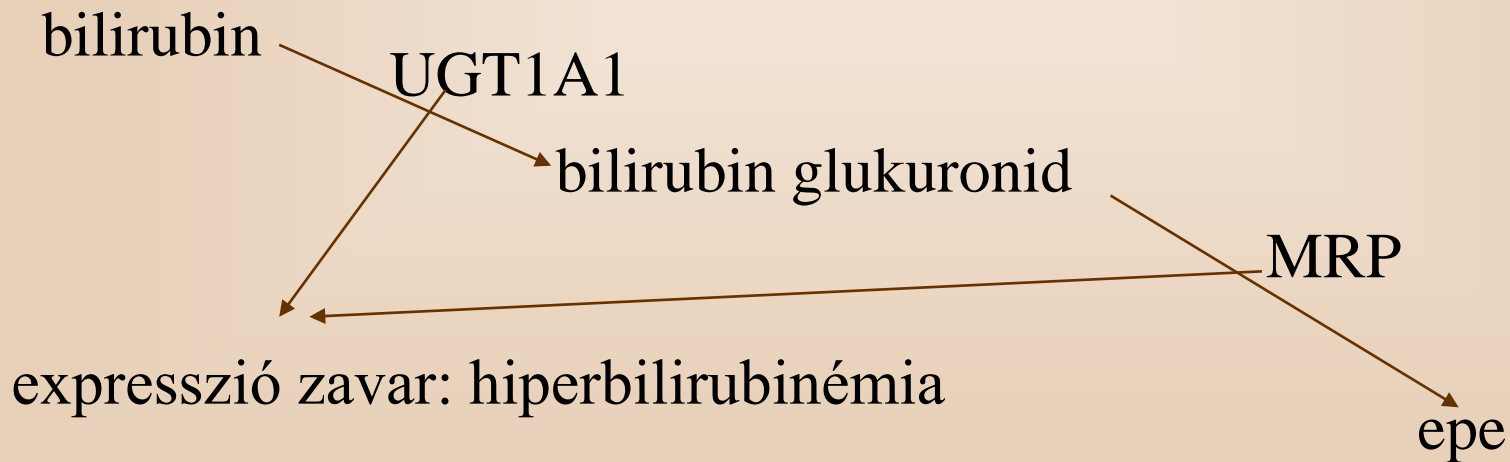 bilirubin
UGT1A1
bilirubin glukuronid
MRP
expresszió zavar: hiperbilirubinémia
epe